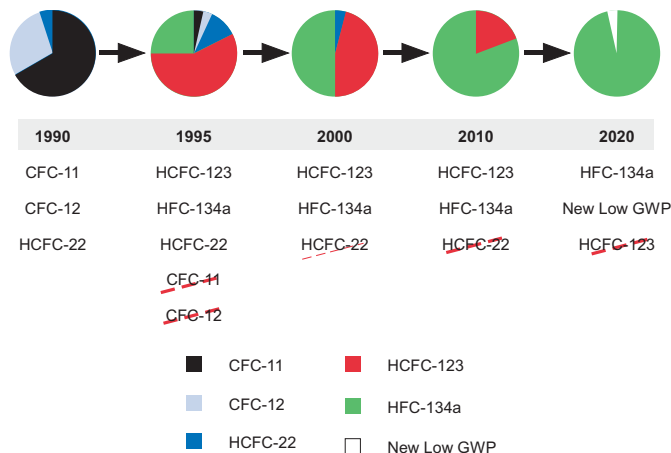 1990 1995 2000 2010 2020
CFC-11 HCFC-123 HCFC-123 HCFC-123 HFC-134a
CFC-12 HFC-134a HFC-134a HFC-134a New Low GWP
HCFC-22 HCFC-22 HCFC-22 HCFC-22 HCFC-123
CFC-11
CFC-12
CFC-11 HCFC-123
CFC-12 HFC-134a
HCFC-22 New Low GWP